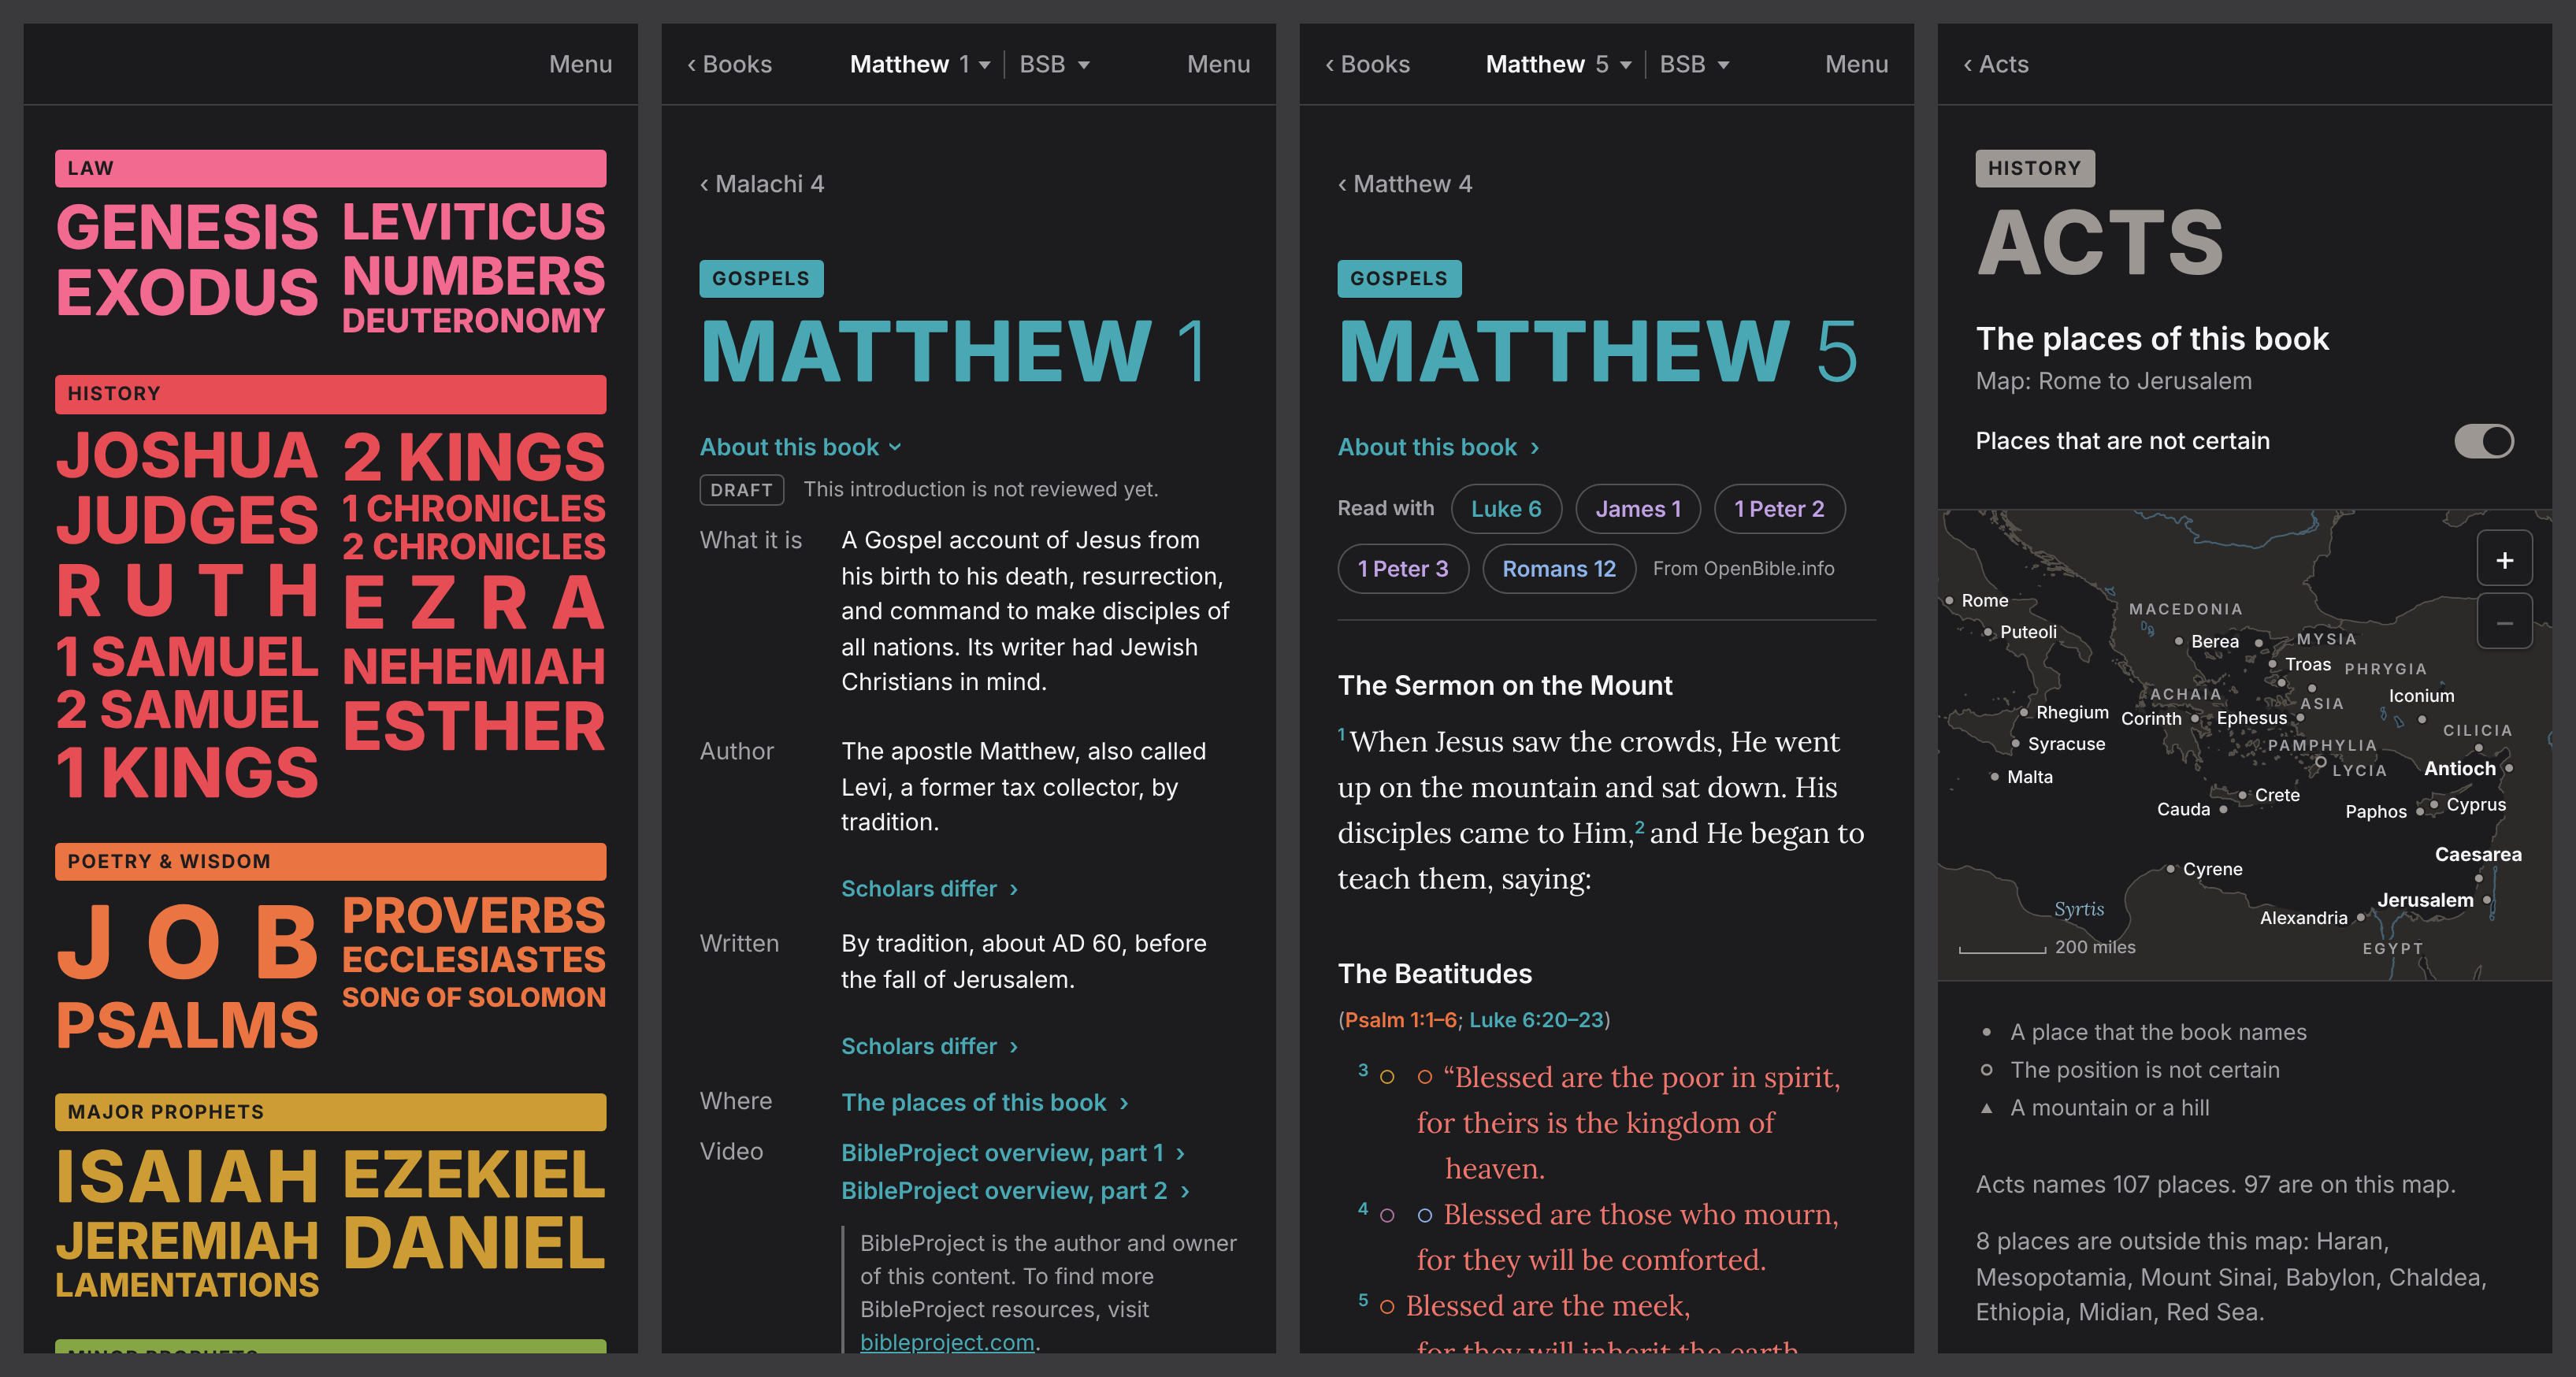 Menu
LAW
GENESIS
EXODUS
LEVITICUS
NUMBERS
DEUTERONOMY
HISTORY
JOSHUA
JUDGES
RUTH
1 SAMUEL
2 SAMUEL
1 KINGS
2 KINGS
1 CHRONICLES
2 CHRONICLES
EZRA
NEHEMIAH
ESTHER
POETRY & WISDOM
JOB
PSALMS
PROVERBS
ECCLESIASTES
SONG OF SOLOMON
MAJOR PROPHETS
ISAIAH
JEREMIAH
LAMENTATIONS
EZEKIEL
DANIEL
MINOR PROPHETS
‹ Books Matthew 1 BSB Menu
‹ Malachi 4
GOSPELS
MATTHEW 1
About this book
DRAFT This introduction is not reviewed yet.
What it is A Gospel account of Jesus from
his birth to his death, resurrection,
and command to make disciples of
all nations. Its writer had Jewish
Christians in mind.
Author The apostle Matthew, also called
Levi, a former tax collector, by
tradition.
Scholars differ ›
Written By tradition, about AD 60, before
the fall of Jerusalem.
Scholars differ ›
Where The places of this book ›
Video BibleProject overview, part 1 ›
BibleProject overview, part 2 ›
BibleProject is the author and owner
of this content. To find more
BibleProject resources, visit
bibleproject.com.
‹ Books Matthew 5 BSB Menu
‹ Matthew 4
GOSPELS
MATTHEW 5
About this book ›
Read with Luke 6 James 1 1 Peter 2
1 Peter 3 Romans 12 From OpenBible.info
The Sermon on the Mount
1 When Jesus saw the crowds, He went
up on the mountain and sat down. His
disciples came to Him, 2 and He began to
teach them, saying:
The Beatitudes
(Psalm 1:1–6; Luke 6:20–23)
3 “Blessed are the poor in spirit,
for theirs is the kingdom of
heaven.
4 Blessed are those who mourn,
for they will be comforted.
5 Blessed are the meek,
for they will inherit the earth
‹ Acts
HISTORY
ACTS
The places of this book
Map: Rome to Jerusalem
Places that are not certain
+
−
Rome
MACEDONIA
Puteoli
Berea
MYSIA
Troas
PHRYGIA
ACHAIA
Iconium
ASIA
Rhegium
Corinth
Ephesus
CILICIA
Syracuse
PAMPHYLIA
LYCIA
Antioch
Malta
Crete
Cauda
Paphos
Cyprus
Caesarea
Cyrene
Jerusalem
Syrtis
Alexandria
200 miles
EGYPT
A place that the book names
The position is not certain
A mountain or a hill
Acts names 107 places. 97 are on this map.
8 places are outside this map: Haran,
Mesopotamia, Mount Sinai, Babylon, Chaldea,
Ethiopia, Midian, Red Sea.